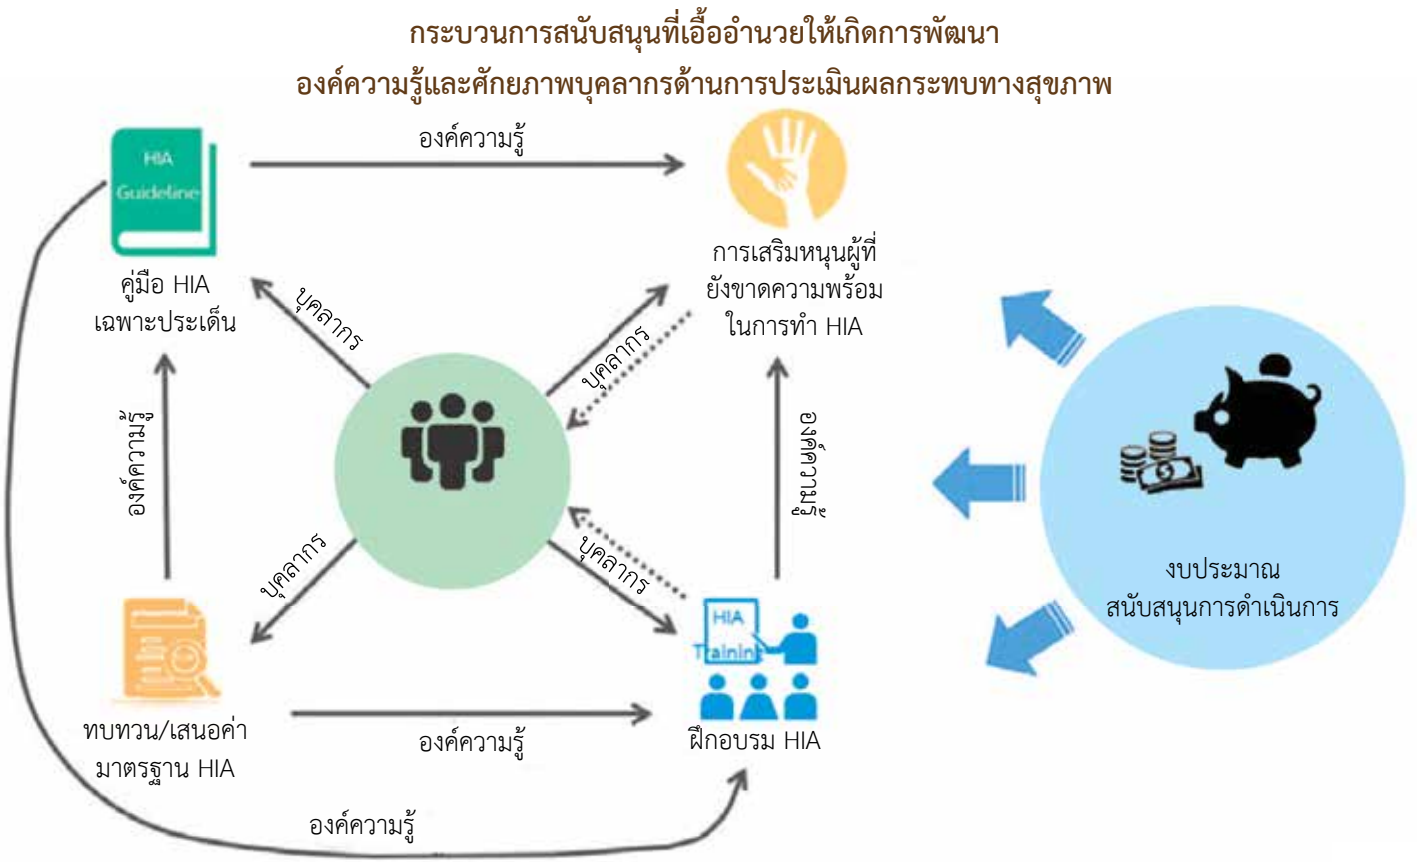 กระบวนการสนับสนุนที่เอื้ออำนวยให้เกิดการพัฒนา
องค์ความรู้และศักยภาพบุคลากรด้านการประเมินผลกระทบทางสุขภาพ
องค์ความรู้
HIA
Guideline
คู่มือ HIA
เฉพาะประเด็น
การเสริมหนุนผู้ที่
ยังขาดความพร้อม
ในการทำ HIA
บุคลากร
บุคลากร
องค์ความรู้
องค์ความรู้
บุคลากร
บุคลากร
งบประมาณ
สนับสนุนการดำเนินการ
HIA
Training
ทบทวน/เสนอค่า
มาตรฐาน HIA
องค์ความรู้
ฝึกอบรม HIA
องค์ความรู้